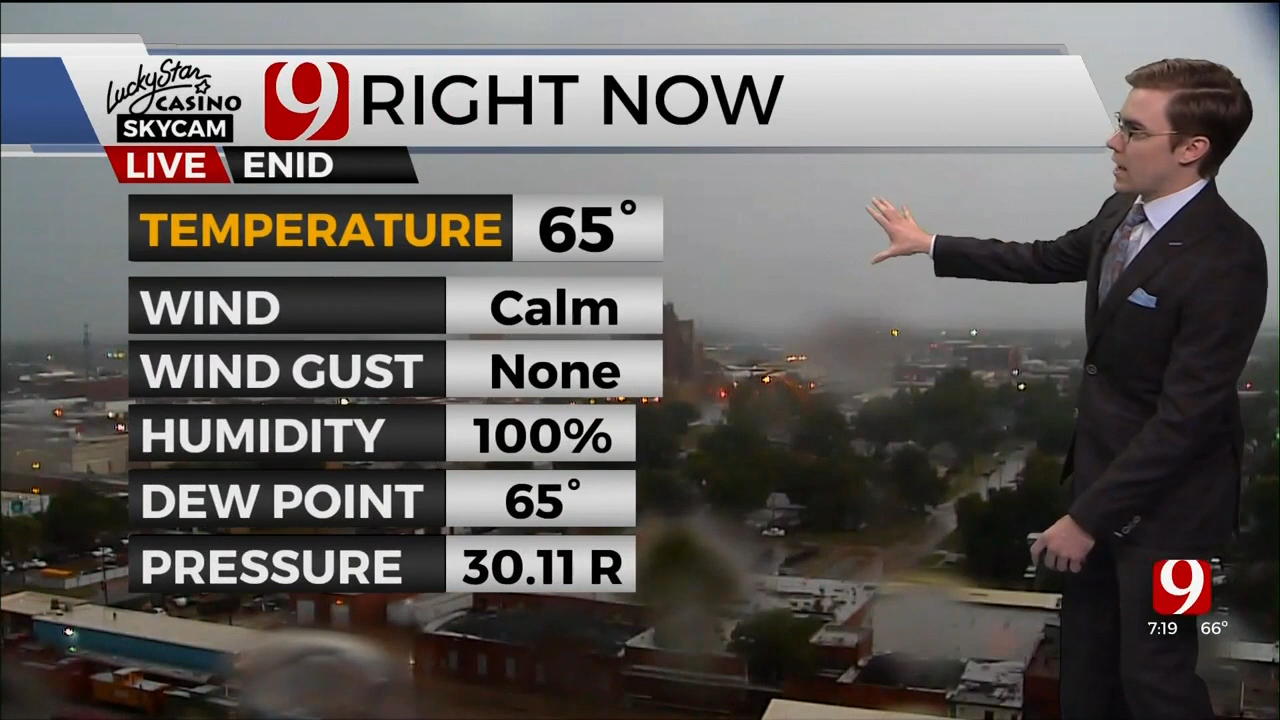 Lucky Star
CASINO
SKYCAM
9 RIGHT NOW
LIVE ENID
TEMPERATURE 65°
WIND Calm
WIND GUST None
HUMIDITY 100%
DEW POINT 65°
PRESSURE 30.11 R
9
7:19 66°